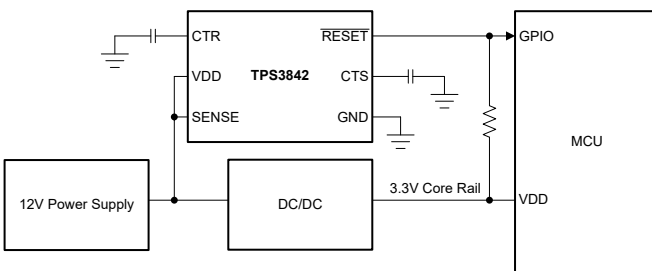 CTR
RESET
GPIO
VDD
TPS3842
CTS
SENSE
GND
MCU
3.3V Core Rail
12V Power Supply
DC/DC
VDD